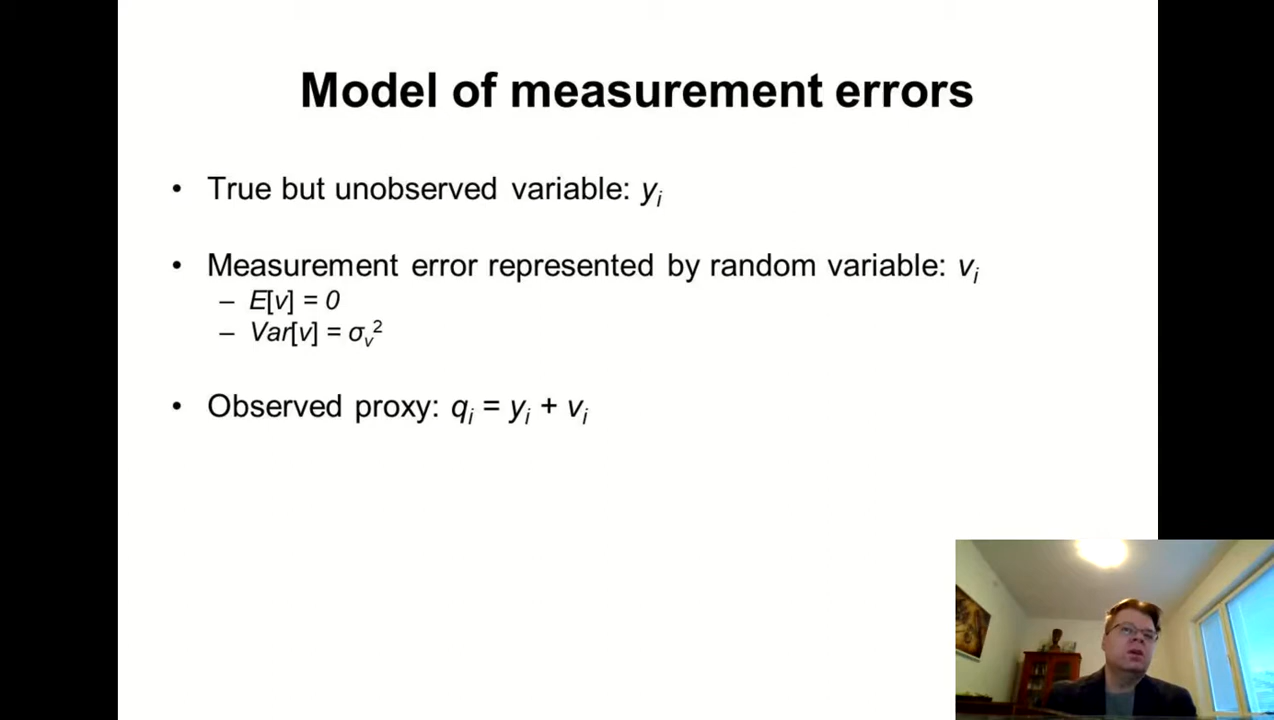 Model of measurement errors
• True but unobserved variable: yᵢ
• Measurement error represented by random variable: vᵢ
– E[v] = 0
– Var[v] = σᵥ²
• Observed proxy: qᵢ = yᵢ + vᵢ